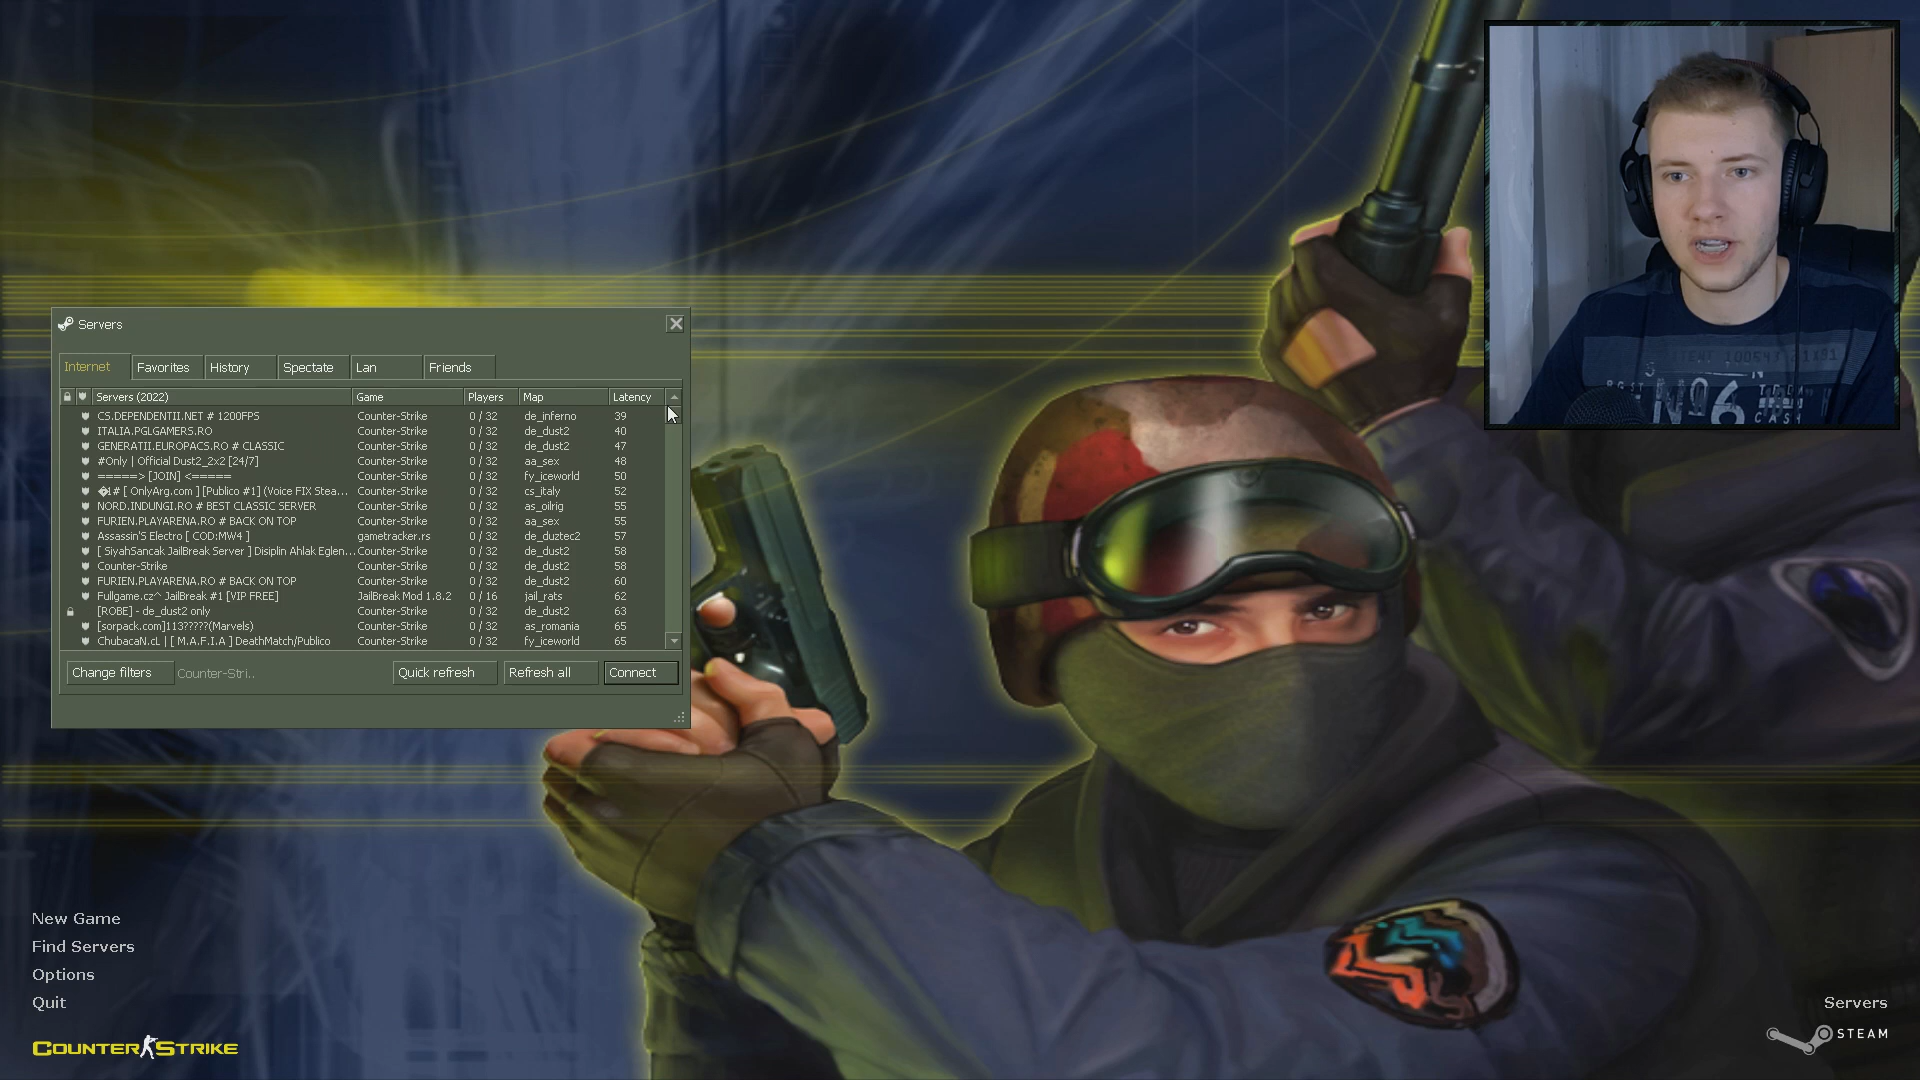 Servers
Internet Favorites History Spectate Lan Friends
Servers (2022) Game Players Map Latency
CS.DEPENDENTII.NET # 1200FPS Counter-Strike 0 / 32 de_inferno 39
ITALIA.PGLGAMERS.RO Counter-Strike 0 / 32 de_dust2 40
GENERATII.EUROPACS.RO # CLASSIC Counter-Strike 0 / 32 de_dust2 47
#Only | Official Dust2_2x2 [24/7] Counter-Strike 0 / 32 aa_sex 48
=====> [JOIN] <===== Counter-Strike 0 / 32 fy_iceworld 50
# [ OnlyArg.com ] [Publico #1] (Voice FIX Stea... Counter-Strike 0 / 32 cs_italy 52
NORD.INDUNGI.RO # BEST CLASSIC SERVER Counter-Strike 0 / 32 as_oilrig 55
FURIEN.PLAYARENA.RO # BACK ON TOP Counter-Strike 0 / 32 aa_sex 55
Assassin'S Electro [ COD:MW4 ] gametracker.rs 0 / 32 de_duztec2 57
[ SiyahSancak JailBreak Server ] Disiplin Ahlak Eglen... Counter-Strike 0 / 32 de_dust2 58
Counter-Strike Counter-Strike 0 / 32 de_dust2 58
FURIEN.PLAYARENA.RO # BACK ON TOP Counter-Strike 0 / 32 de_dust2 60
Fullgame.cz^ JailBreak #1 [VIP FREE] JailBreak Mod 1.8.2 0 / 16 jail_rats 62
[ROBE] - de_dust2 only Counter-Strike 0 / 32 de_dust2 63
[sorpack.com]113?????(Marvels) Counter-Strike 0 / 32 as_romania 65
ChubacaN.cL | [ M.A.F.I.A ] DeathMatch/Publico Counter-Strike 0 / 32 fy_iceworld 65
Change filters Counter-Stri.. Quick refresh Refresh all Connect
New Game
Find Servers
Options
Quit
COUNTER STRIKE
Servers
STEAM
No 6
CASH